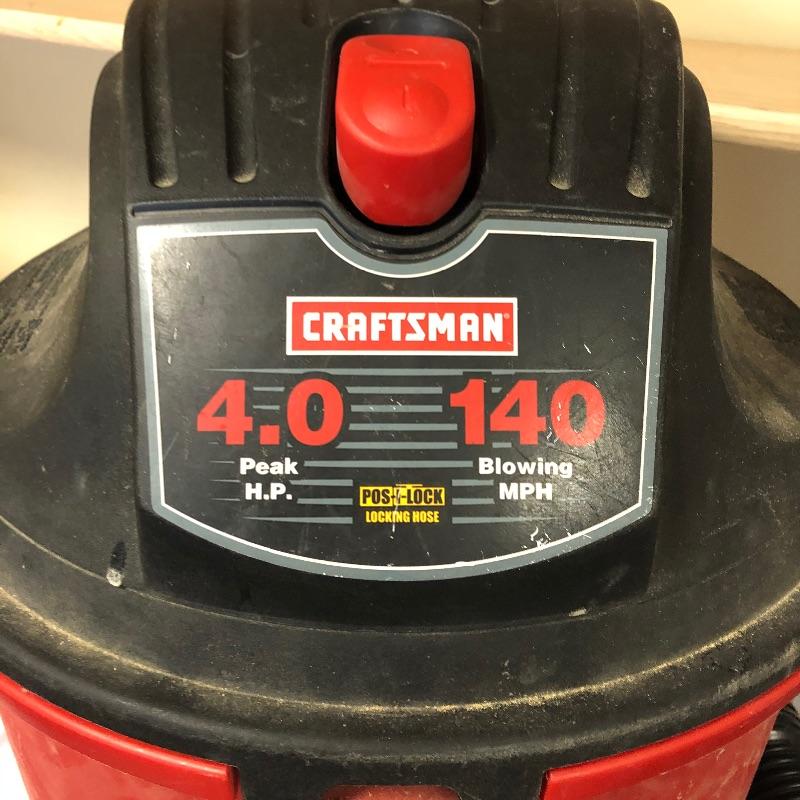 CRAFTSMAN®
4.0 140
Peak Blowing
H.P. MPH
POS-I-LOCK
LOCKING HOSE